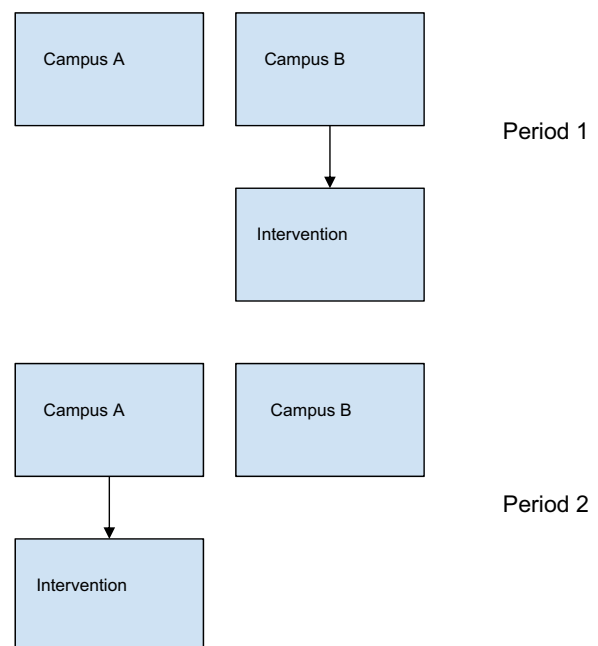 Campus A
Campus B
Period 1
Intervention
Campus A
Campus B
Period 2
Intervention